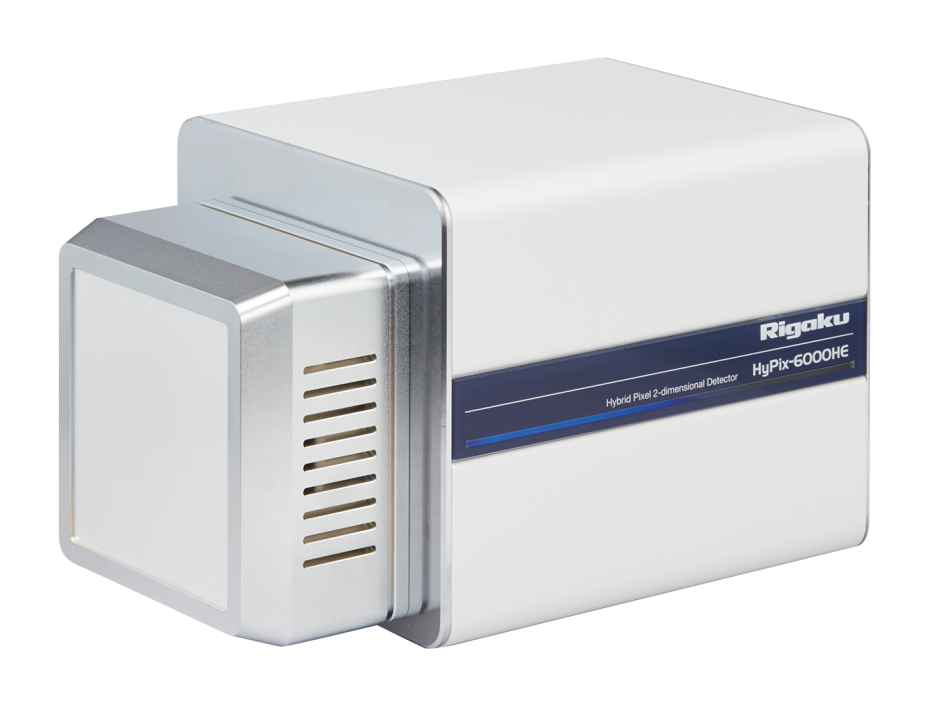 Rigaku
HyPix-6000HE
Hybrid Pixel 2-dimensional Detector